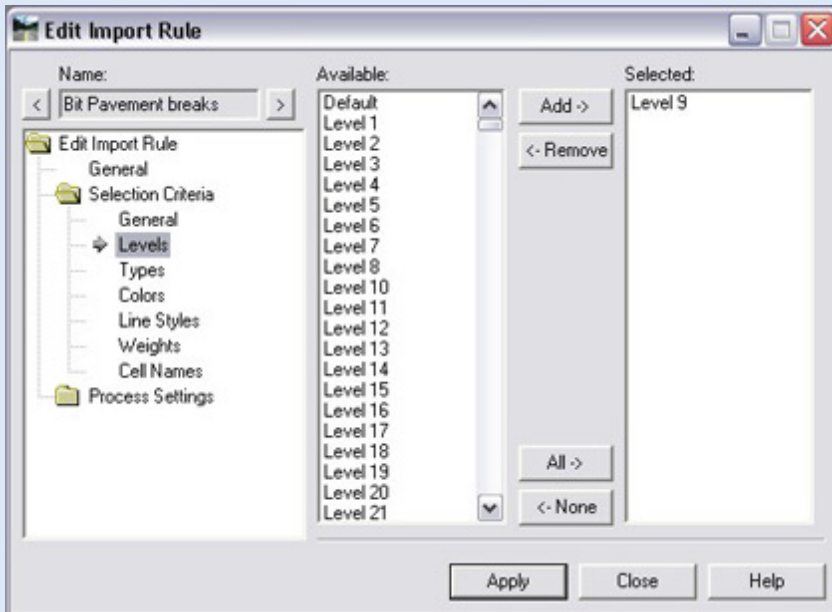 Edit Import Rule
Name:
< Bit Pavement breaks >
Edit Import Rule
General
Selection Criteria
General
Levels
Types
Colors
Line Styles
Weights
Cell Names
Process Settings
Available:
Default
Level 1
Level 2
Level 3
Level 4
Level 5
Level 6
Level 7
Level 8
Level 10
Level 11
Level 12
Level 13
Level 14
Level 15
Level 16
Level 17
Level 18
Level 19
Level 20
Level 21
Add ->
<- Remove
All ->
<- None
Selected:
Level 9
Apply
Close
Help